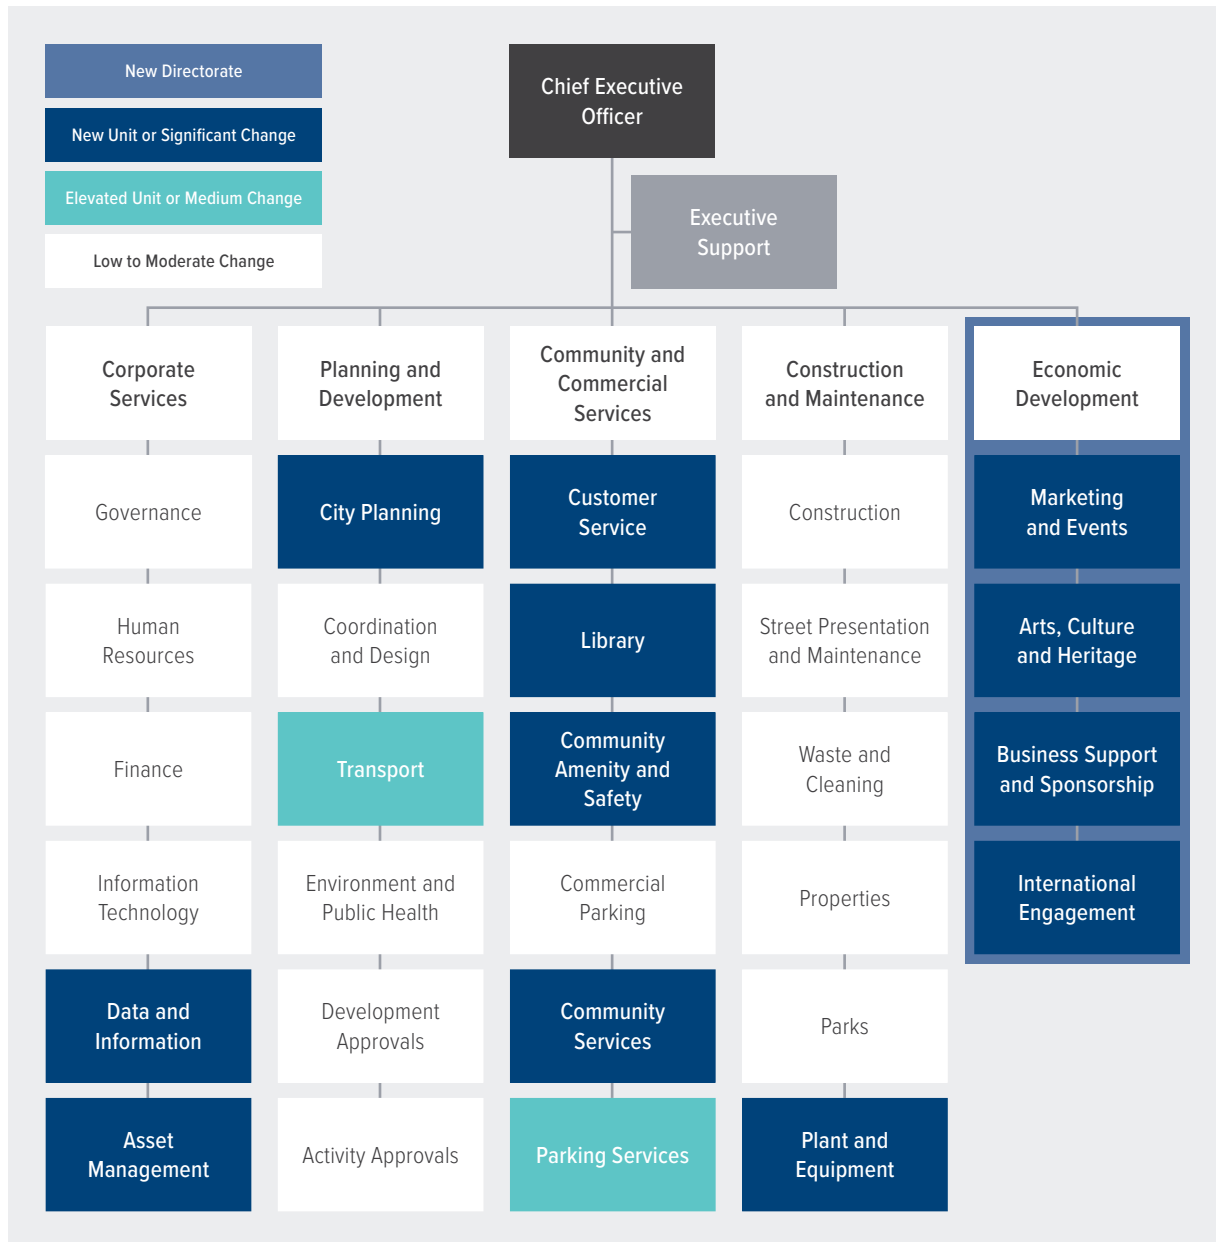 New Directorate
New Unit or Significant Change
Elevated Unit or Medium Change
Low to Moderate Change
Chief Executive
Officer
Executive
Support
Corporate
Services
Governance
Human
Resources
Finance
Information
Technology
Data and
Information
Asset
Management
Planning and
Development
City Planning
Coordination
and Design
Transport
Environment and
Public Health
Development
Approvals
Activity Approvals
Community and
Commercial
Services
Customer
Service
Library
Community
Amenity and
Safety
Commercial
Parking
Community
Services
Parking Services
Construction
and Maintenance
Construction
Street Presentation
and Maintenance
Waste and
Cleaning
Properties
Parks
Plant and
Equipment
Economic
Development
Marketing
and Events
Arts, Culture
and Heritage
Business Support
and Sponsorship
International
Engagement